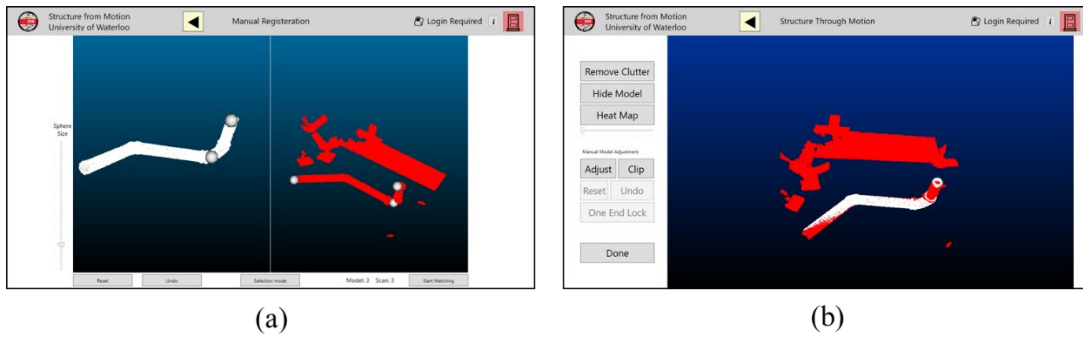 Structure from Motion
University of Waterloo
Manual Registeration
Login Required
i
Sphere
Size
Reset
Undo
Selection mode
Model: 3 Scan: 3
Start Matching
(a)
Structure from Motion
University of Waterloo
Structure Through Motion
Login Required
i
Remove Clutter
Hide Model
Heat Map
Manual Model Adjustment
Adjust
Clip
Reset
Undo
One End Lock
Done
(b)